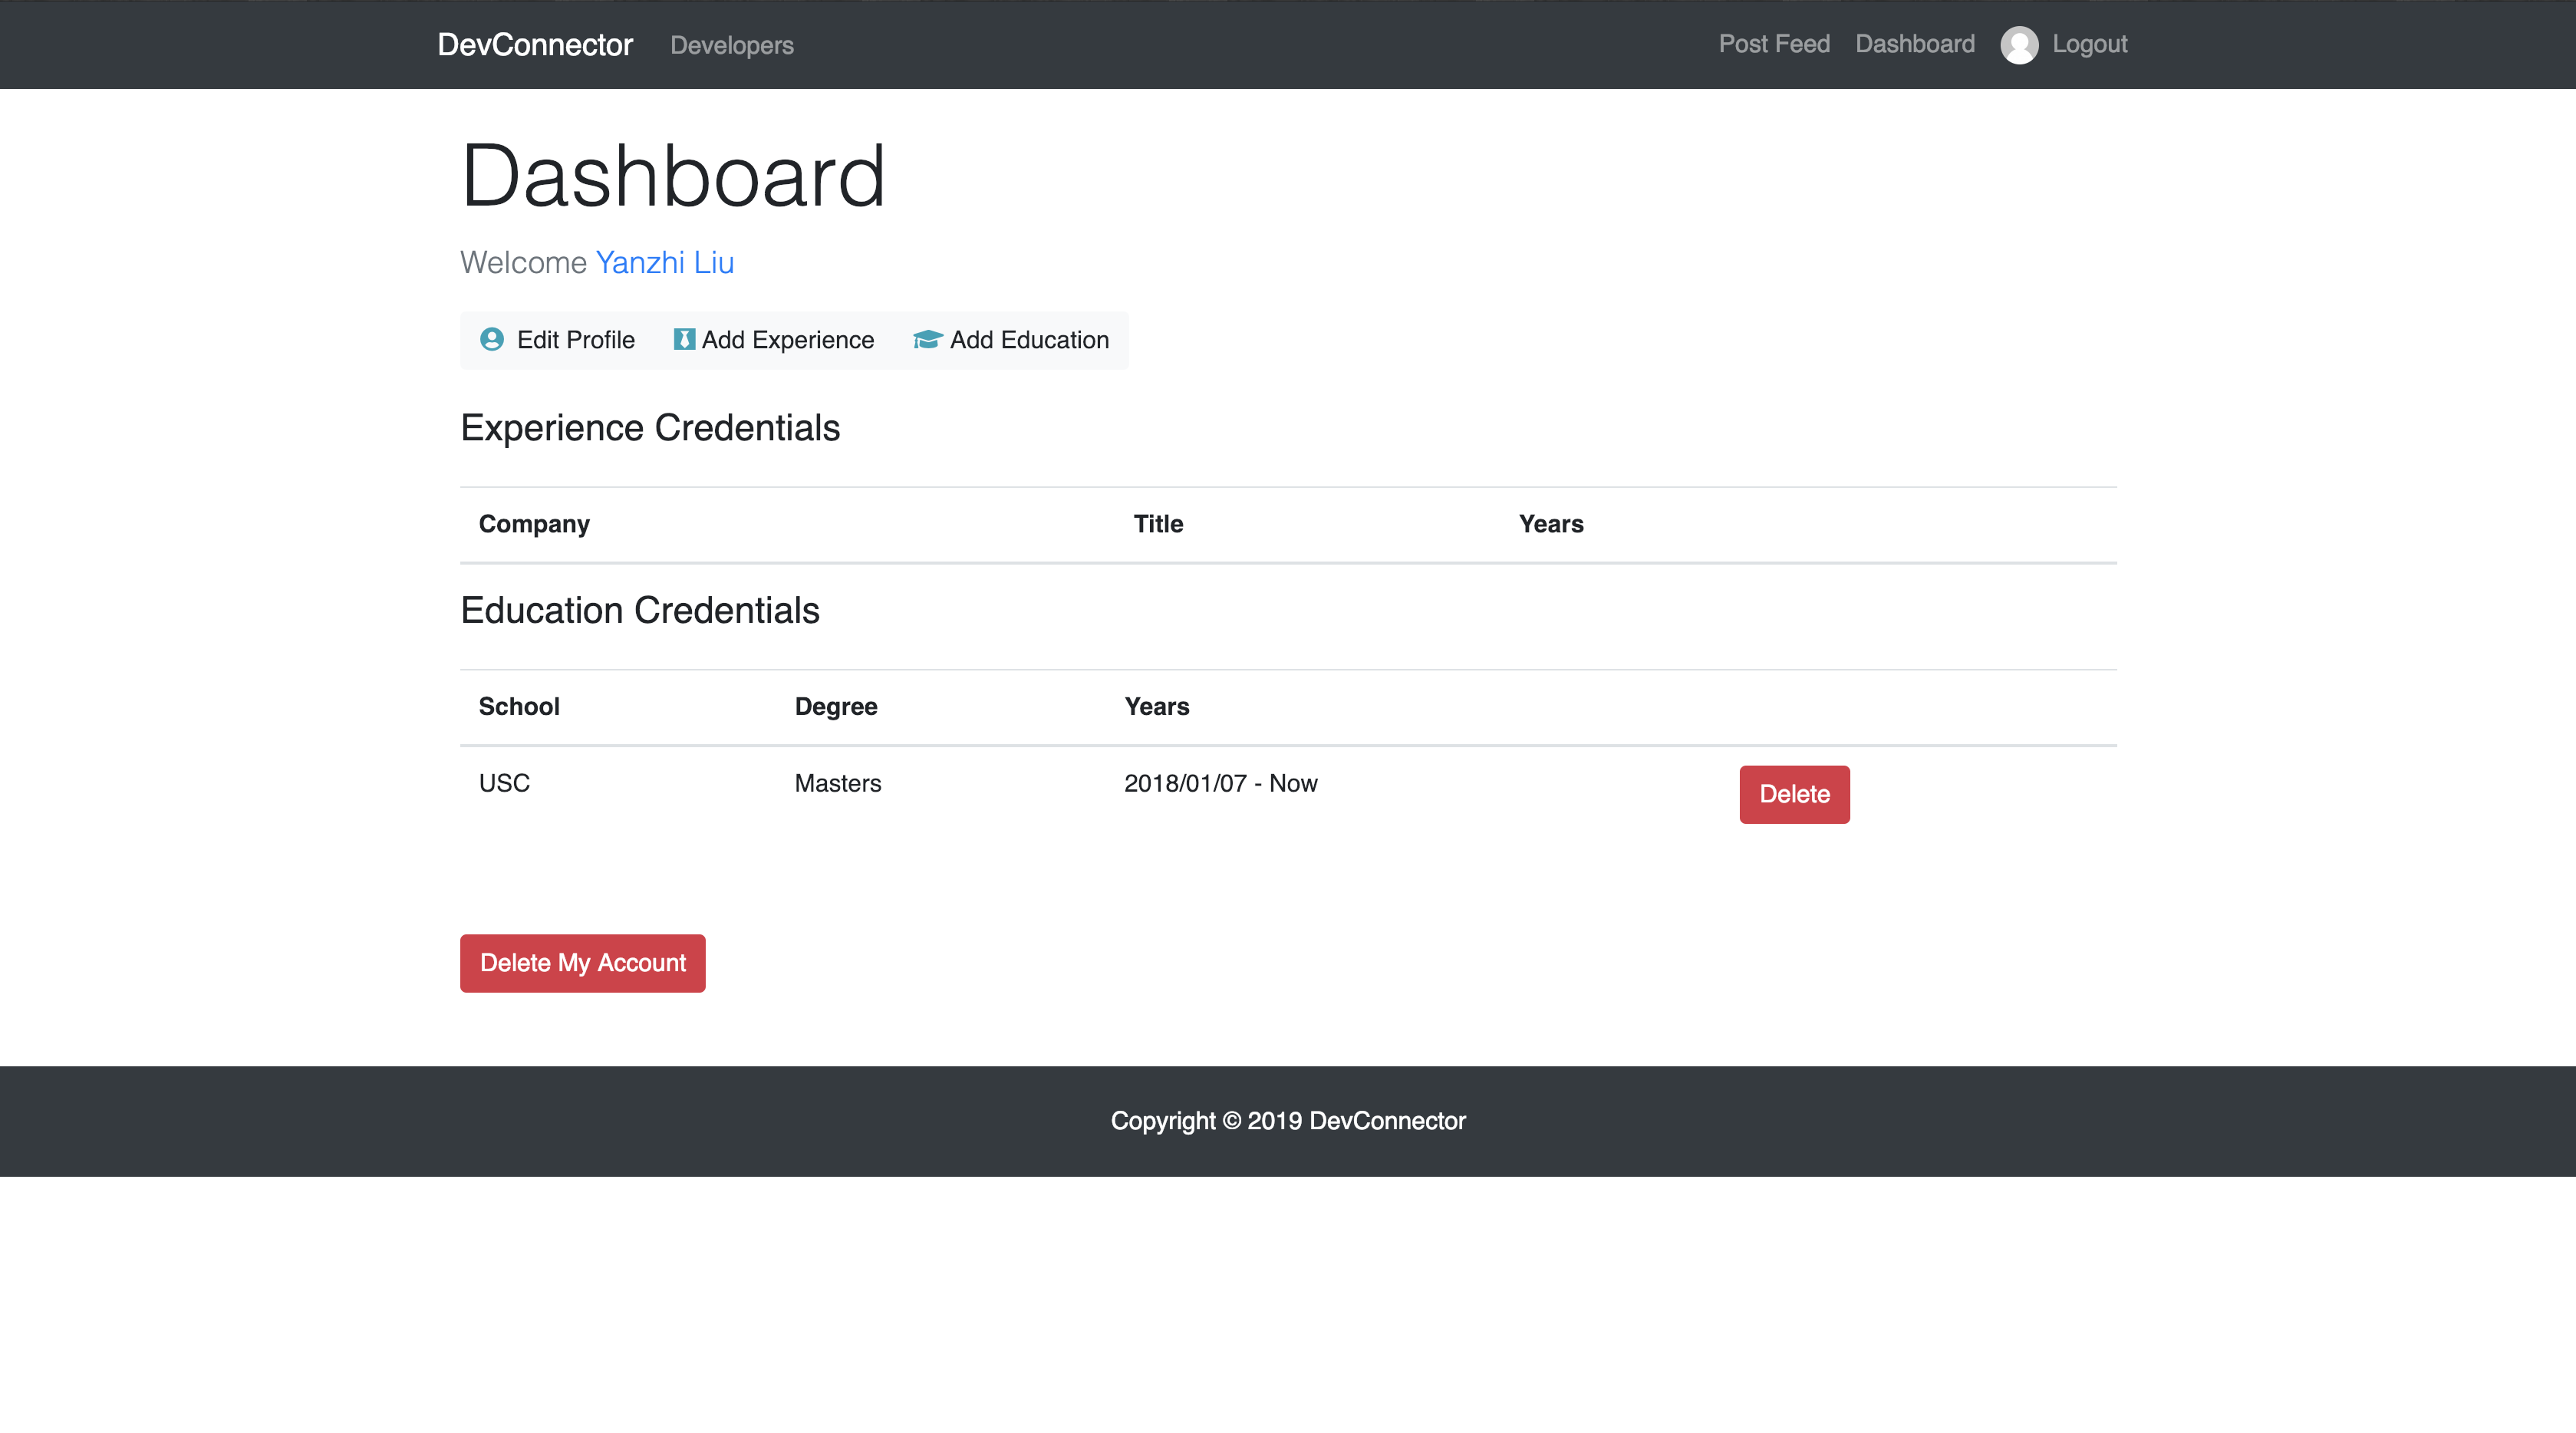 DevConnector Developers Post Feed Dashboard Logout
Dashboard
Welcome Yanzhi Liu
Edit Profile Add Experience Add Education
Experience Credentials
Company Title Years
Education Credentials
School Degree Years
USC Masters 2018/01/07 - Now Delete
Delete My Account
Copyright © 2019 DevConnector